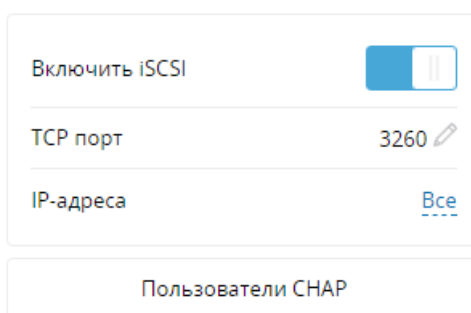 Включить iSCSI
TCP порт 3260
IP-адреса Все
Пользователи CHAP